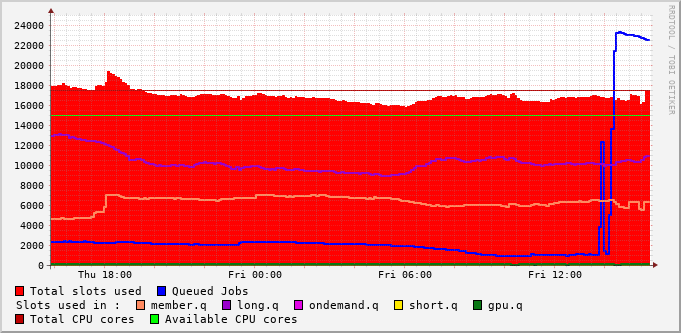 RRDTOOL / TOBI OETIKER
24000
22000
20000
18000
16000
14000
12000
10000
8000
6000
4000
2000
0
Thu 18:00 Fri 00:00 Fri 06:00 Fri 12:00
Total slots used Queued Jobs
Slots used in : member.q long.q ondemand.q short.q gpu.q
Total CPU cores Available CPU cores